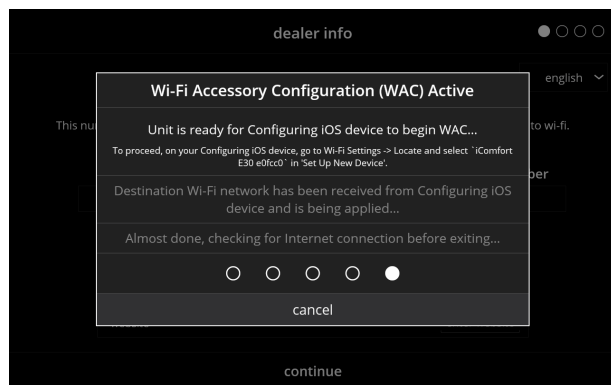 dealer info
english
Wi-Fi Accessory Configuration (WAC) Active
This nu
Unit is ready for Configuring iOS device to begin WAC...
to wi-fi.
To proceed, on your Configuring iOS device, go to Wi-Fi Settings -> Locate and select `iComfort
E30 e0fcc0` in 'Set Up New Device'.
per
Destination Wi-Fi network has been received from Configuring iOS
device and is being applied...
Almost done, checking for Internet connection before exiting...
cancel
continue